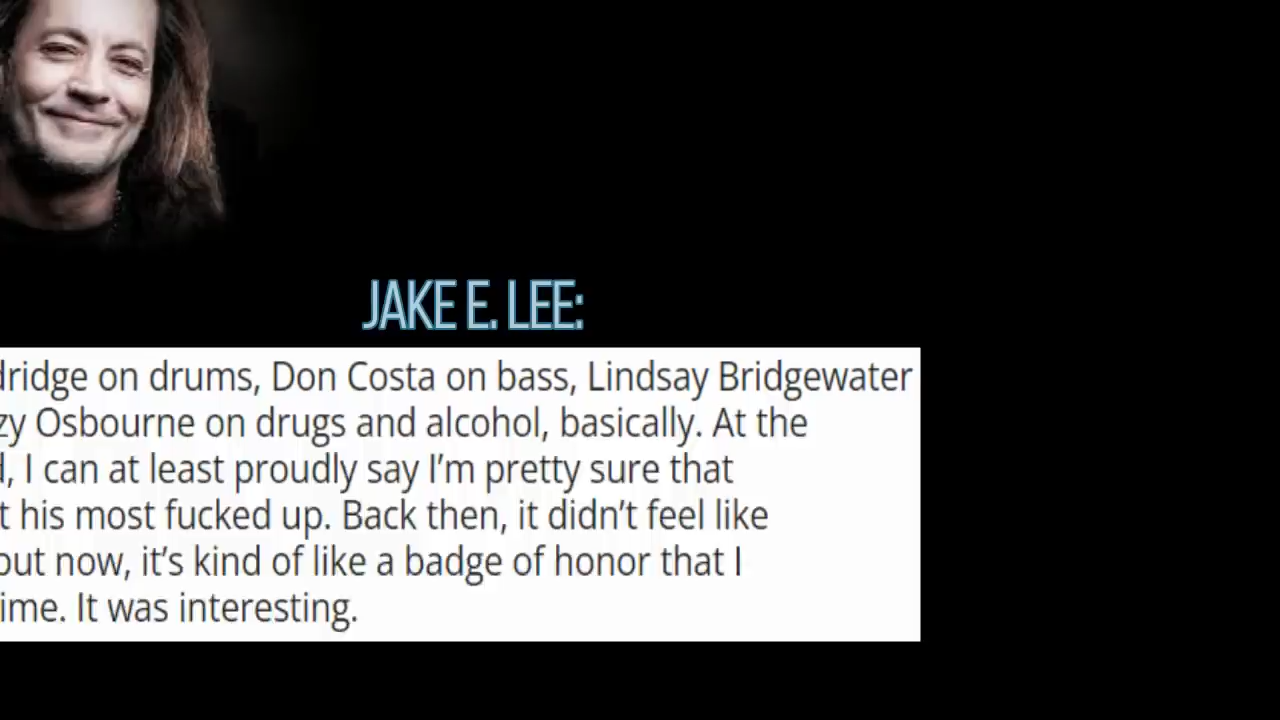 JAKE E. LEE:
dridge on drums, Don Costa on bass, Lindsay Bridgewater
zy Osbourne on drugs and alcohol, basically. At the
I can at least proudly say I’m pretty sure that
t his most fucked up. Back then, it didn’t feel like
out now, it’s kind of like a badge of honor that I
ime. It was interesting.